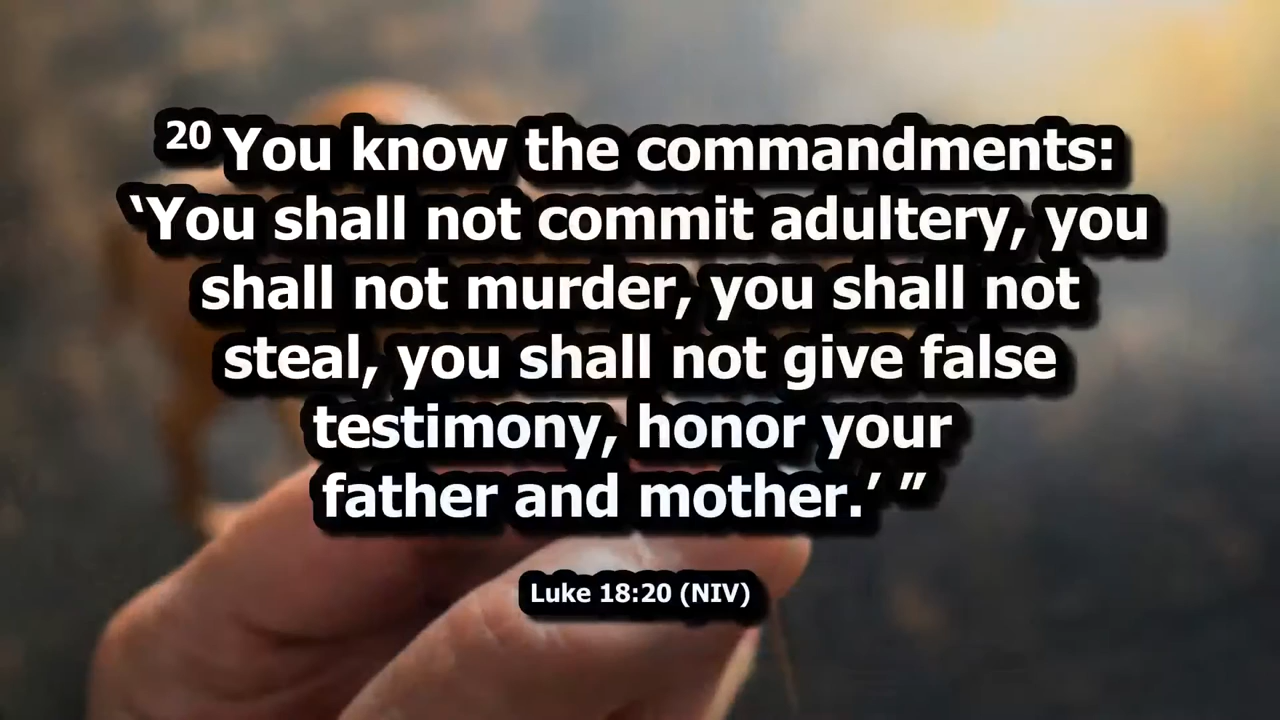 20 You know the commandments:
‘You shall not commit adultery, you
shall not murder, you shall not
steal, you shall not give false
testimony, honor your
father and mother.’ ”
Luke 18:20 (NIV)